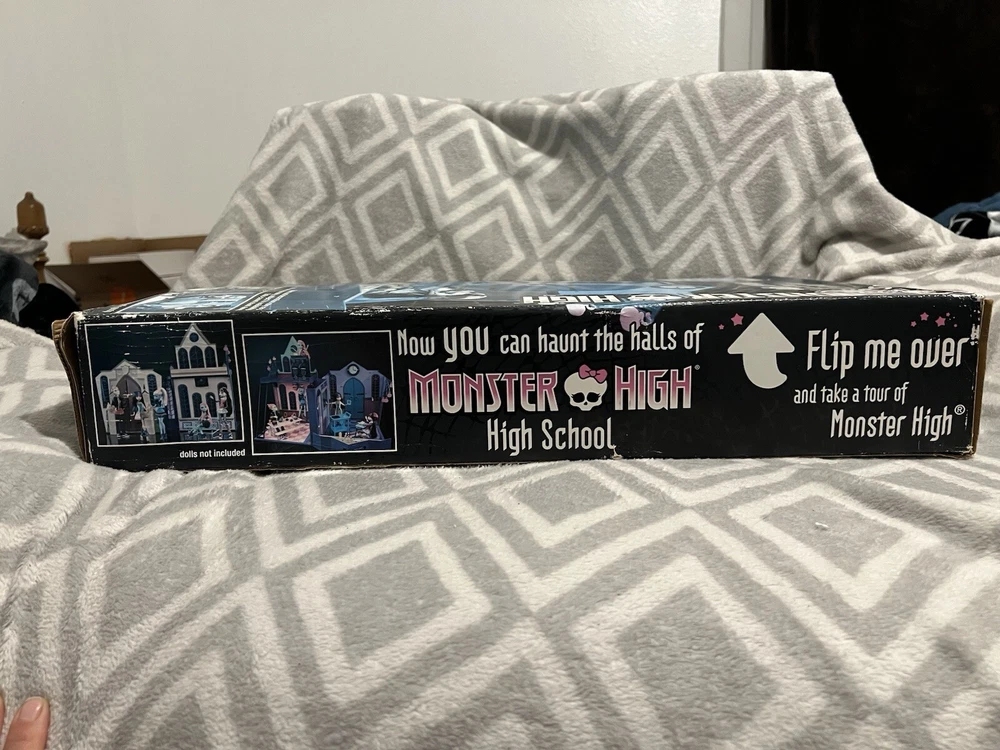 HIGH
dolls not included
Now YOU can haunt the halls of
MONSTER HIGH®
High School
Flip me over
and take a tour of
Monster High®